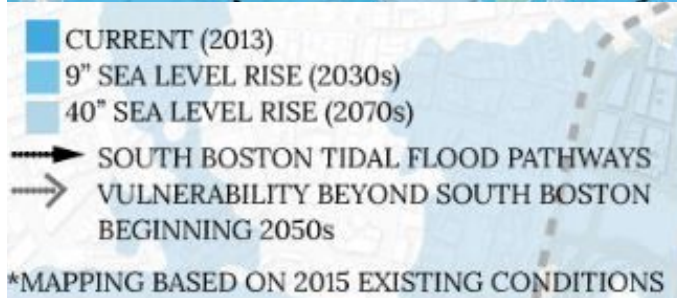 CURRENT (2013)
9” SEA LEVEL RISE (2030s)
40” SEA LEVEL RISE (2070s)
SOUTH BOSTON TIDAL FLOOD PATHWAYS
VULNERABILITY BEYOND SOUTH BOSTON
BEGINNING 2050s
*MAPPING BASED ON 2015 EXISTING CONDITIONS